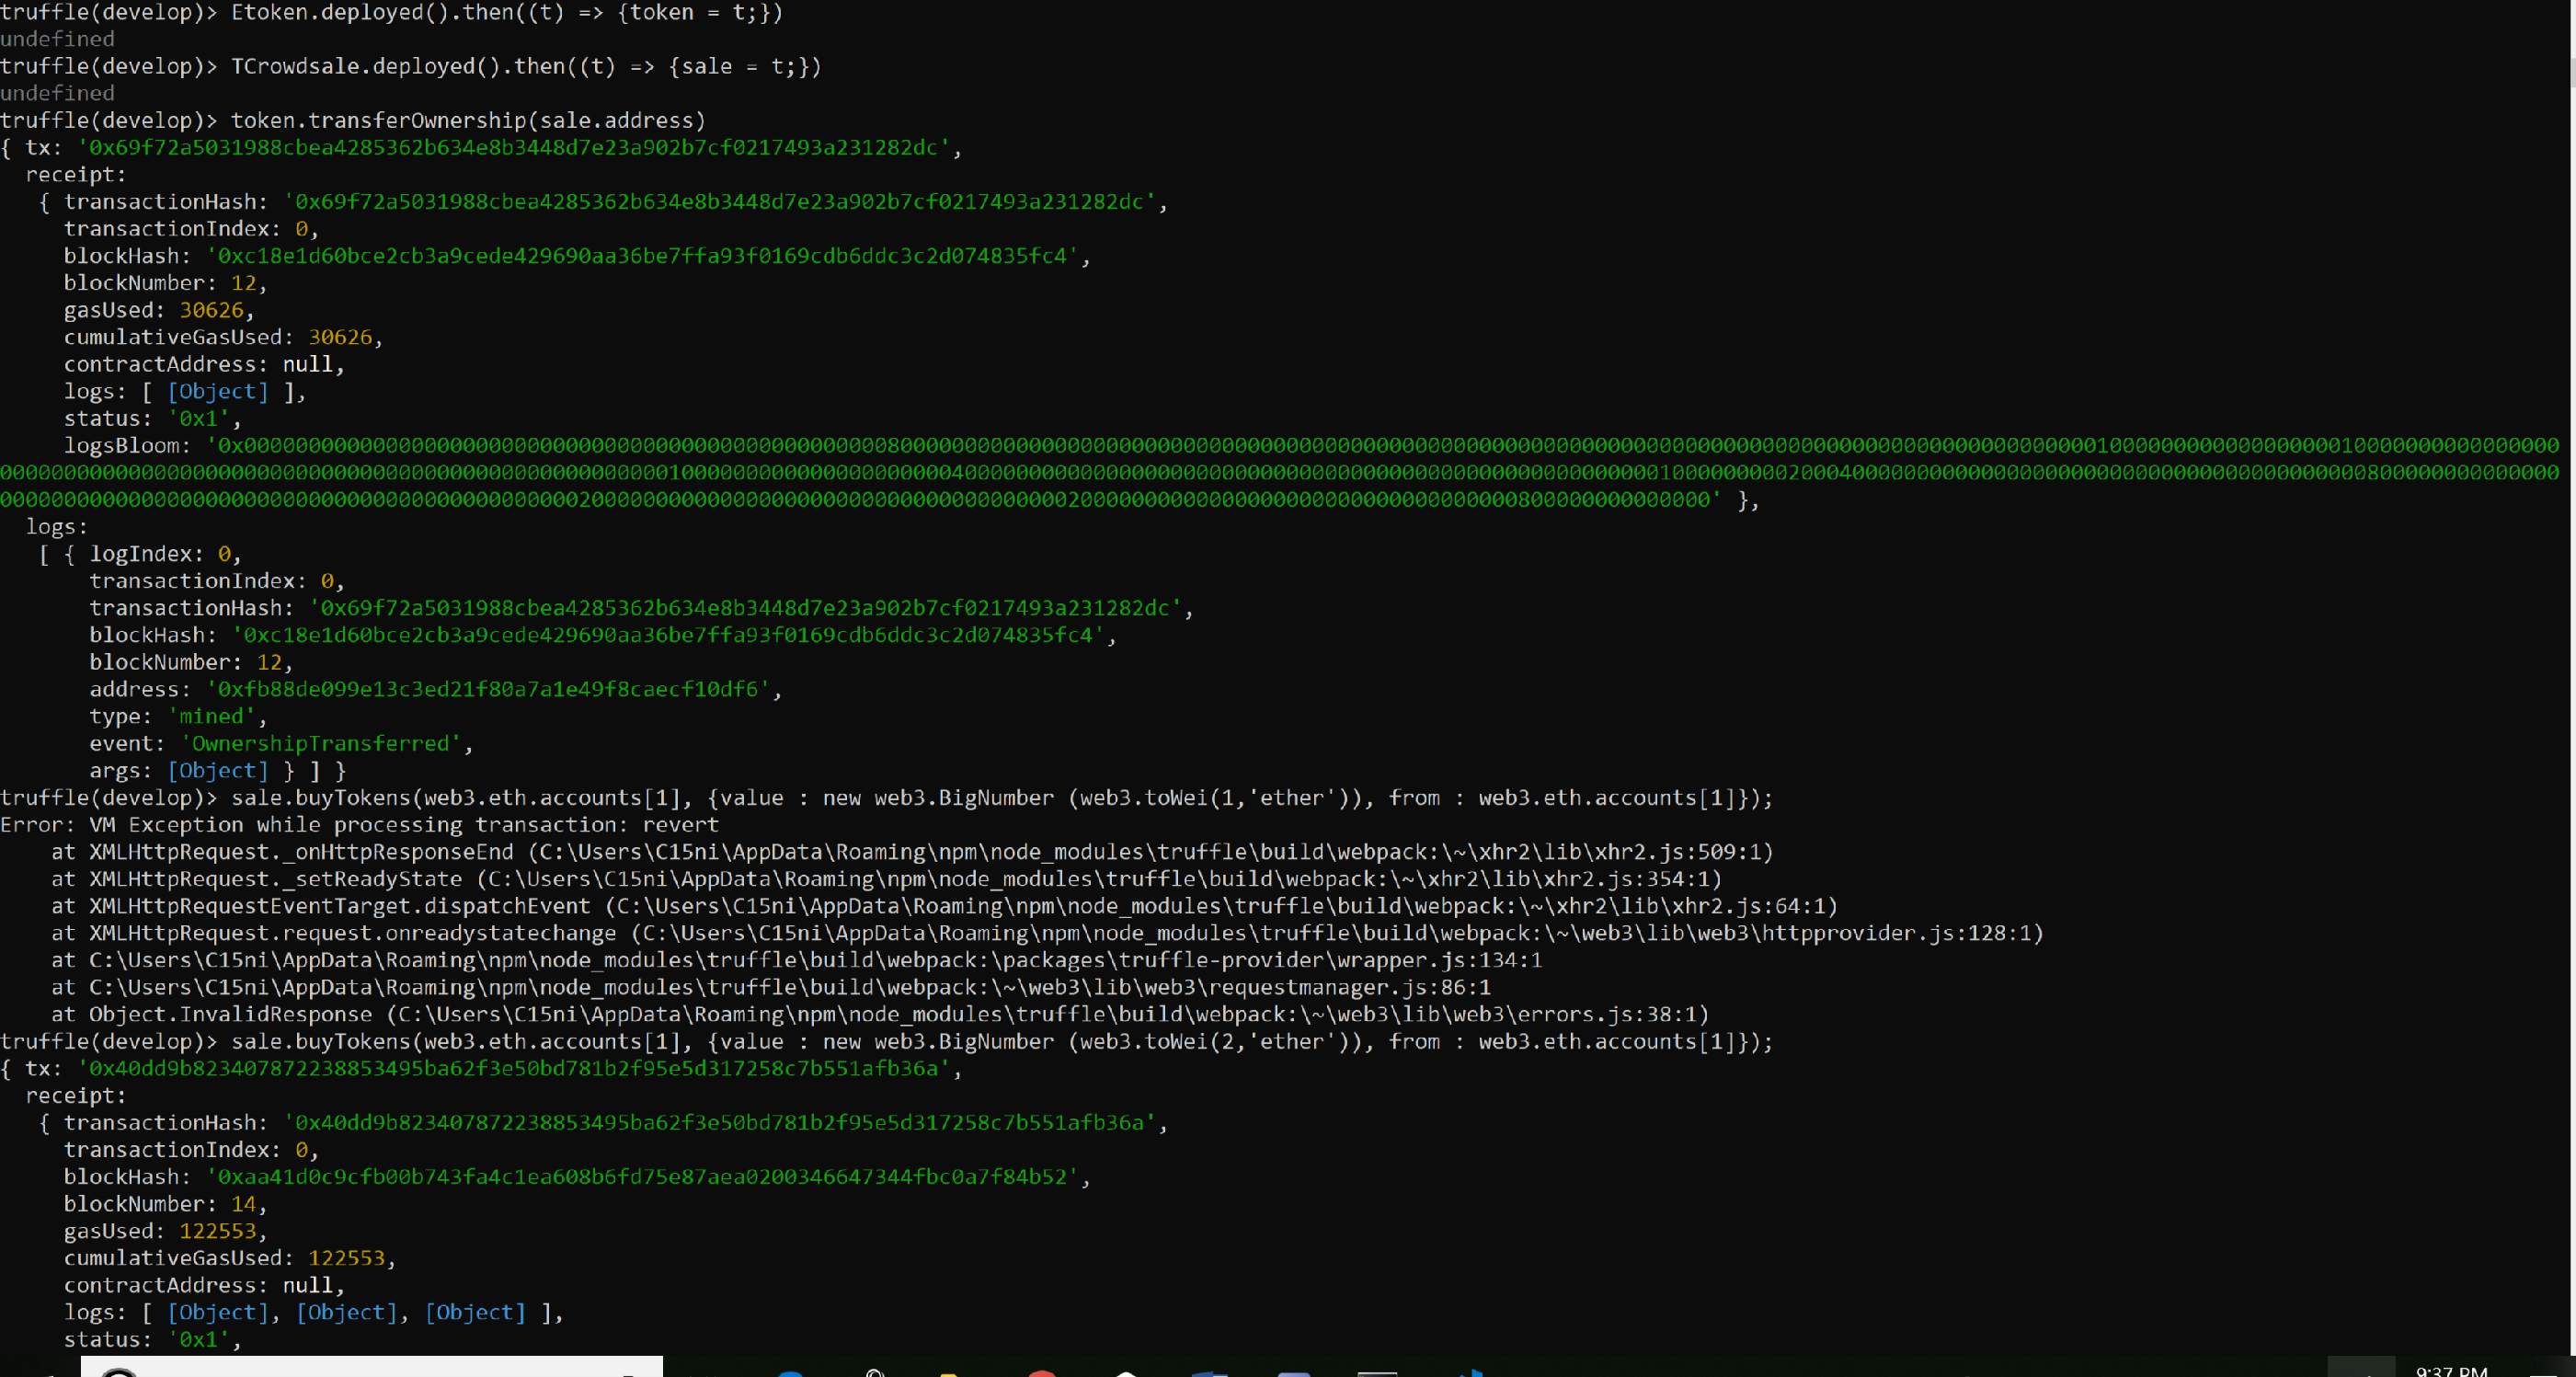 truffle(develop)> Etoken.deployed().then((t) => {token = t;})
undefined
truffle(develop)> TCrowdsale.deployed().then((t) => {sale = t;})
undefined
truffle(develop)> token.transferOwnership(sale.address)
{ tx: '0x69f72a5031988cbea4285362b634e8b3448d7e23a902b7cf0217493a231282dc',
  receipt:
   { transactionHash: '0x69f72a5031988cbea4285362b634e8b3448d7e23a902b7cf0217493a231282dc',
     transactionIndex: 0,
     blockHash: '0xc18e1d60bce2cb3a9cede429690aa36be7ffa93f0169cdb6ddc3c2d074835fc4',
     blockNumber: 12,
     gasUsed: 30626,
     cumulativeGasUsed: 30626,
     contractAddress: null,
     logs: [ [Object] ],
     status: '0x1',
     logsBloom:
  logs:
   [ { logIndex: 0,
       transactionIndex: 0,
       transactionHash: '0x69f72a5031988cbea4285362b634e8b3448d7e23a902b7cf0217493a231282dc',
       blockHash: '0xc18e1d60bce2cb3a9cede429690aa36be7ffa93f0169cdb6ddc3c2d074835fc4',
       blockNumber: 12,
       address: '0xfb88de099e13c3ed21f80a7a1e49f8caecf10df6',
       type: 'mined',
       event: 'OwnershipTransferred',
       args: [Object] } ] }
truffle(develop)> sale.buyTokens(web3.eth.accounts[1], {value : new web3.BigNumber (web3.toWei(1,'ether')), from : web3.eth.accounts[1]});
Error: VM Exception while processing transaction: revert
    at XMLHttpRequest._onHttpResponseEnd (C:\Users\C15ni\AppData\Roaming\npm\node_modules\truffle\build\webpack:\~\xhr2\lib\xhr2.js:509:1)
    at XMLHttpRequest._setReadyState (C:\Users\C15ni\AppData\Roaming\npm\node_modules\truffle\build\webpack:\~\xhr2\lib\xhr2.js:354:1)
    at XMLHttpRequestEventTarget.dispatchEvent (C:\Users\C15ni\AppData\Roaming\npm\node_modules\truffle\build\webpack:\~\xhr2\lib\xhr2.js:64:1)
    at XMLHttpRequest.request.onreadystatechange (C:\Users\C15ni\AppData\Roaming\npm\node_modules\truffle\build\webpack:\~\web3\lib\web3\httpprovider.js:128:1)
    at C:\Users\C15ni\AppData\Roaming\npm\node_modules\truffle\build\webpack:\packages\truffle-provider\wrapper.js:134:1
    at C:\Users\C15ni\AppData\Roaming\npm\node_modules\truffle\build\webpack:\~\web3\lib\web3\requestmanager.js:86:1
    at Object.InvalidResponse (C:\Users\C15ni\AppData\Roaming\npm\node_modules\truffle\build\webpack:\~\web3\lib\web3\errors.js:38:1)
truffle(develop)> sale.buyTokens(web3.eth.accounts[1], {value : new web3.BigNumber (web3.toWei(2,'ether')), from : web3.eth.accounts[1]});
{ tx: '0x40dd9b823407872238853495ba62f3e50bd781b2f95e5d317258c7b551afb36a',
  receipt:
   { transactionHash: '0x40dd9b823407872238853495ba62f3e50bd781b2f95e5d317258c7b551afb36a',
     transactionIndex: 0,
     blockHash: '0xaa41d0c9cfb00b743fa4c1ea608b6fd75e87aea0200346647344fbc0a7f84b52',
     blockNumber: 14,
     gasUsed: 122553,
     cumulativeGasUsed: 122553,
     contractAddress: null,
     logs: [ [Object], [Object], [Object] ],
     status: '0x1',
9:37 PM